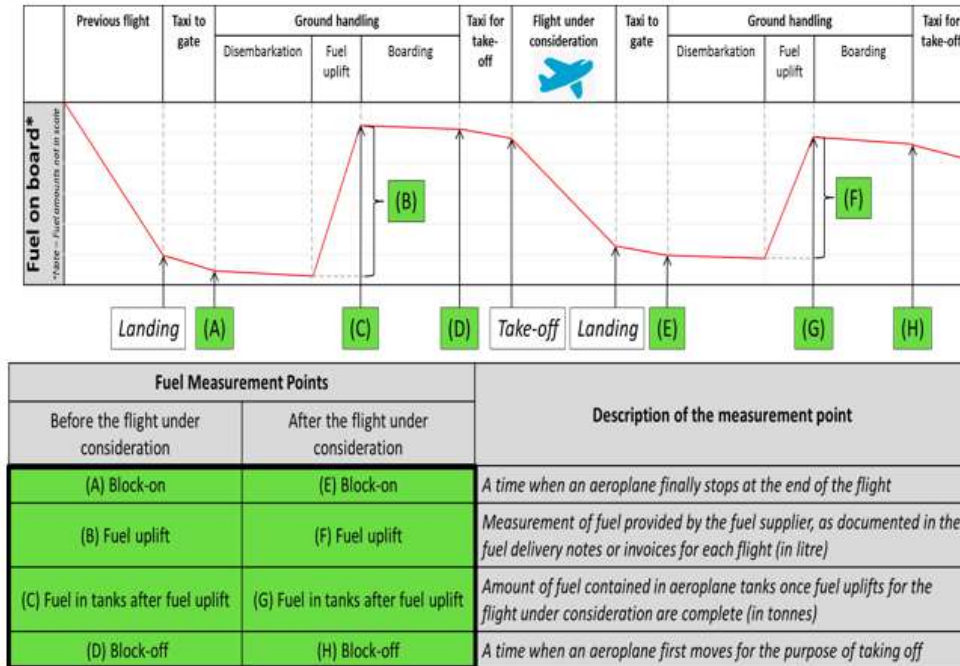 Previous flight
Taxi to gate
Ground handling
Taxi for take-off
Flight under consideration
Taxi to gate
Ground handling
Taxi for take-off
Disembarkation
Fuel uplift
Boarding
Disembarkation
Fuel uplift
Boarding
Fuel on board*
(B)
(F)
Landing
(A)
(C)
(D)
Take-off
Landing
(E)
(G)
(H)
Fuel Measurement Points
Description of the measurement point
Before the flight under consideration
After the flight under consideration
(A) Block-on
(E) Block-on
A time when an aeroplane finally stops at the end of the flight
(B) Fuel uplift
(F) Fuel uplift
Measurement of fuel provided by the fuel supplier, as documented in the
fuel delivery notes or invoices for each flight (in litre)
(C) Fuel in tanks after fuel uplift
(G) Fuel in tanks after fuel uplift
Amount of fuel contained in aeroplane tanks once fuel uplifts for the
flight under consideration are complete (in tonnes)
(D) Block-off
(H) Block-off
A time when an aeroplane first moves for the purpose of taking off